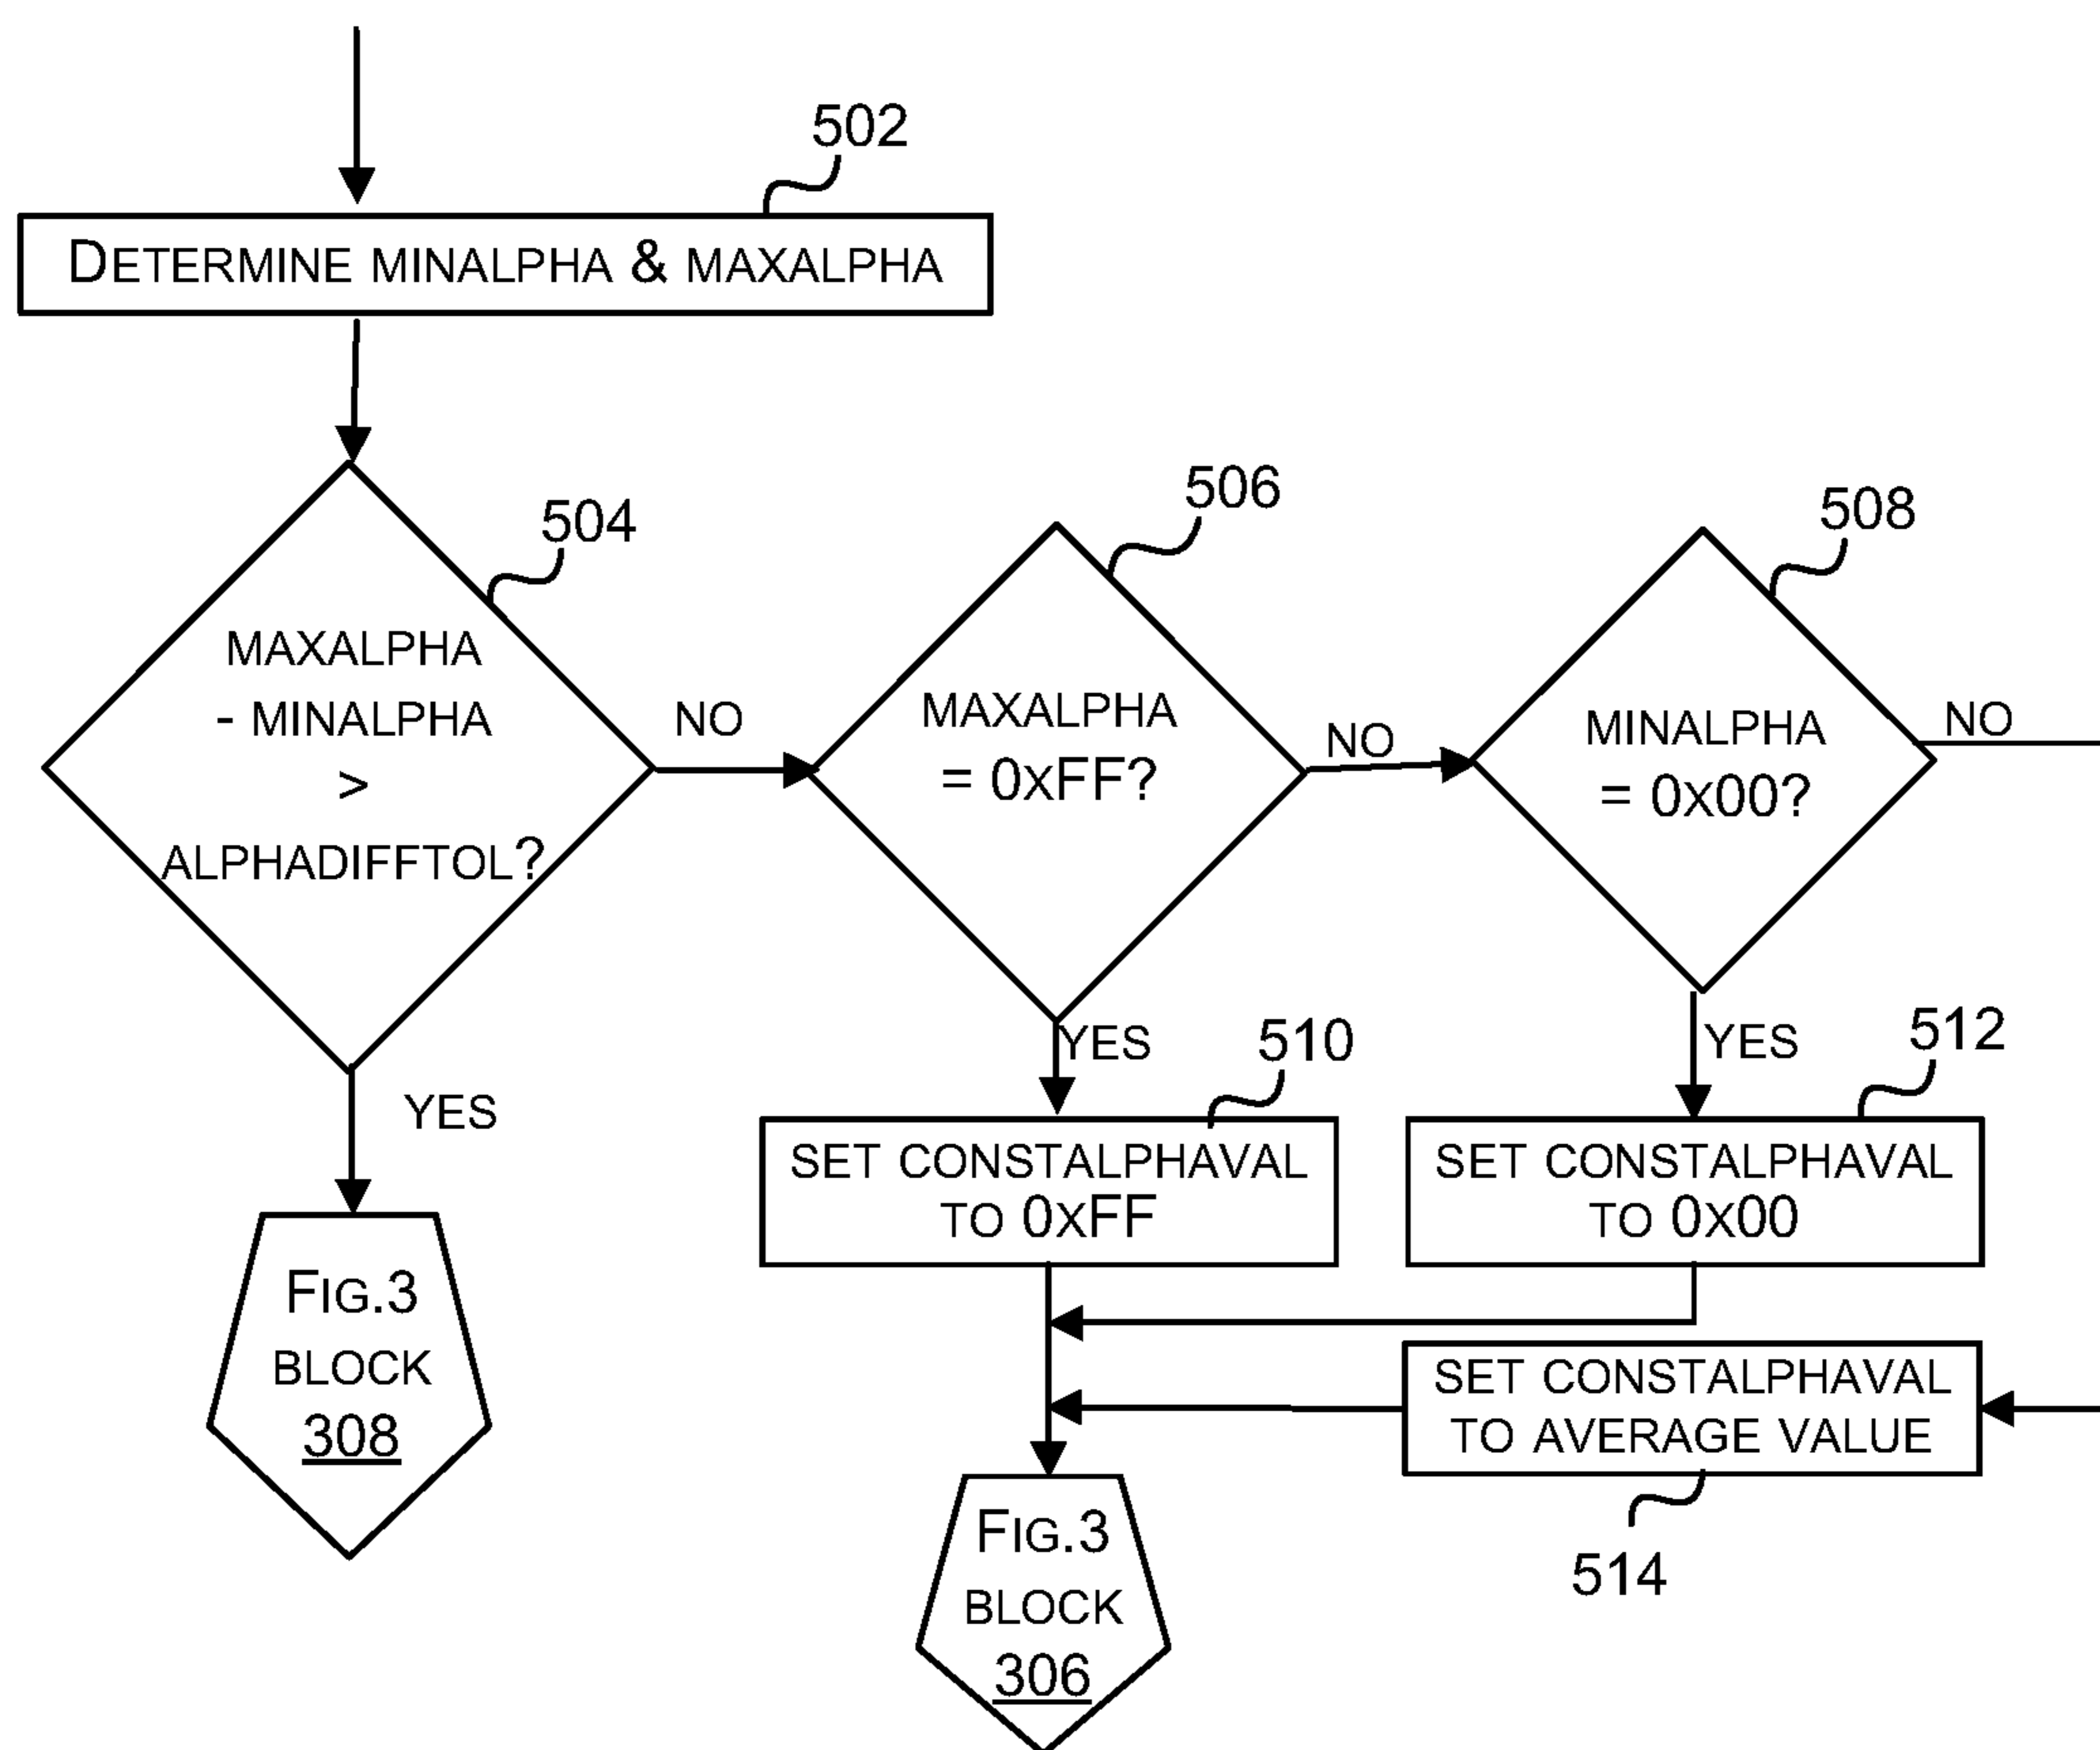 502
DETERMINE MINALPHA & MAXALPHA
504
MAXALPHA
- MINALPHA
>
ALPHADIFFTOL?
NO
YES
506
MAXALPHA
= 0XFF?
NO
YES
508
MINALPHA
= 0X00?
NO
YES
510
SET CONSTALPHAVAL
TO 0XFF
512
SET CONSTALPHAVAL
TO 0X00
SET CONSTALPHAVAL
TO AVERAGE VALUE
514
FIG.3
BLOCK
308
FIG.3
BLOCK
306